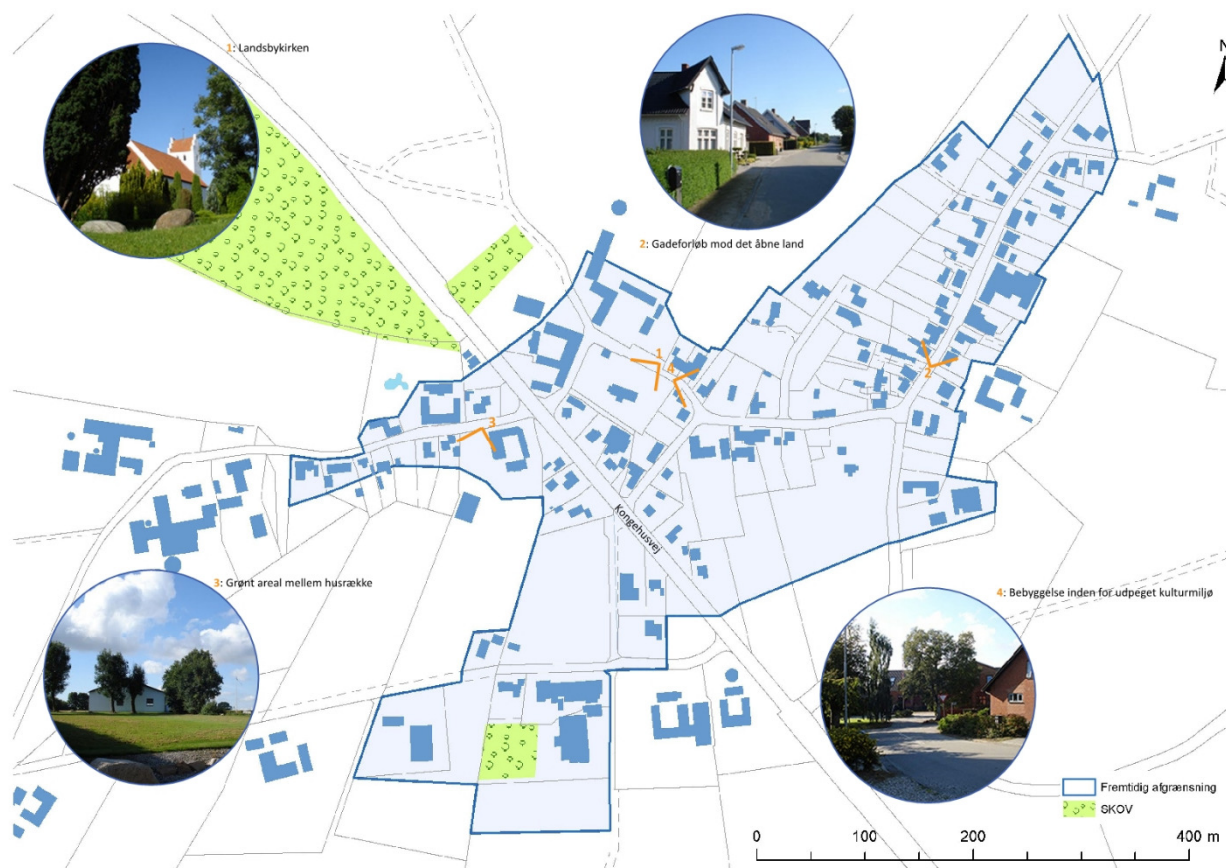 1: Landsbykirken
N
2: Gadeforløb mod det åbne land
1
4
2
3
Kongehusvej
3: Grønt areal mellem husrække
4: Bebyggelse inden for udpeget kulturmiljø
Fremtidig afgrænsning
SKOV
0 100 200 400 m